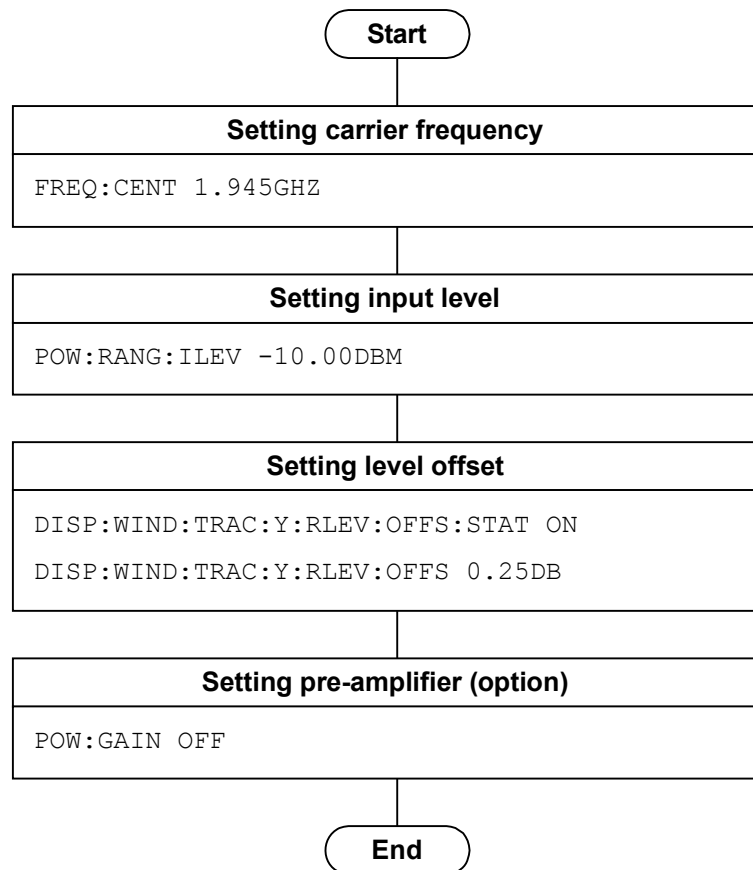 Start
Setting carrier frequency
FREQ:CENT 1.945GHZ
Setting input level
POW:RANG:ILEV -10.00DBM
Setting level offset
DISP:WIND:TRAC:Y:RLEV:OFFS:STAT ON
DISP:WIND:TRAC:Y:RLEV:OFFS 0.25DB
Setting pre-amplifier (option)
POW:GAIN OFF
End